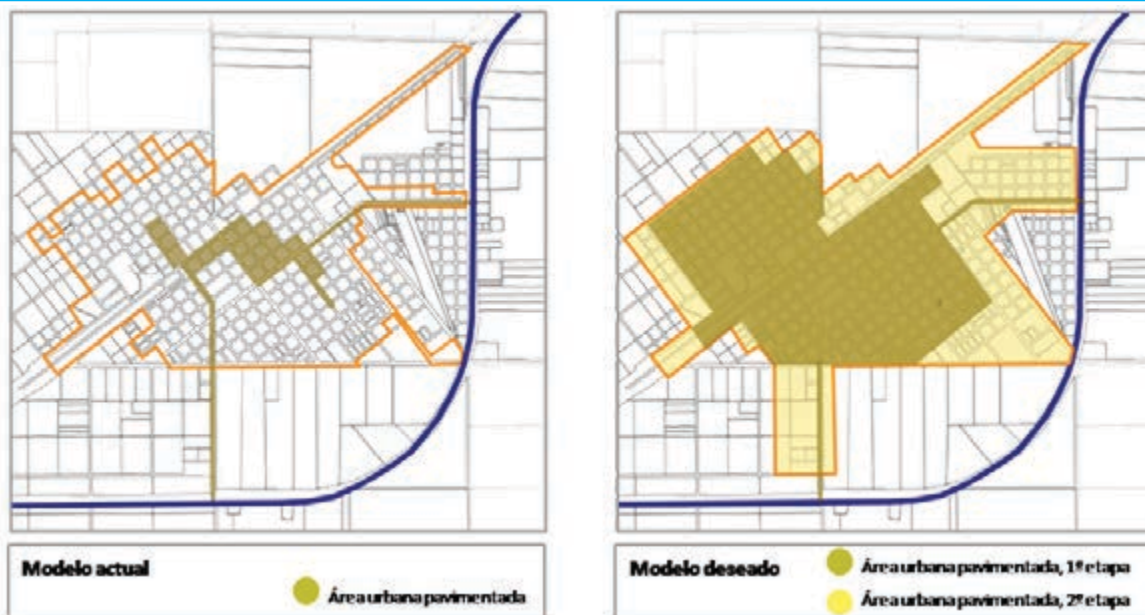 Modelo actual
Área urbana pavimentada
Modelo deseado
Área urbana pavimentada, 1ª etapa
Área urbana pavimentada, 2ª etapa